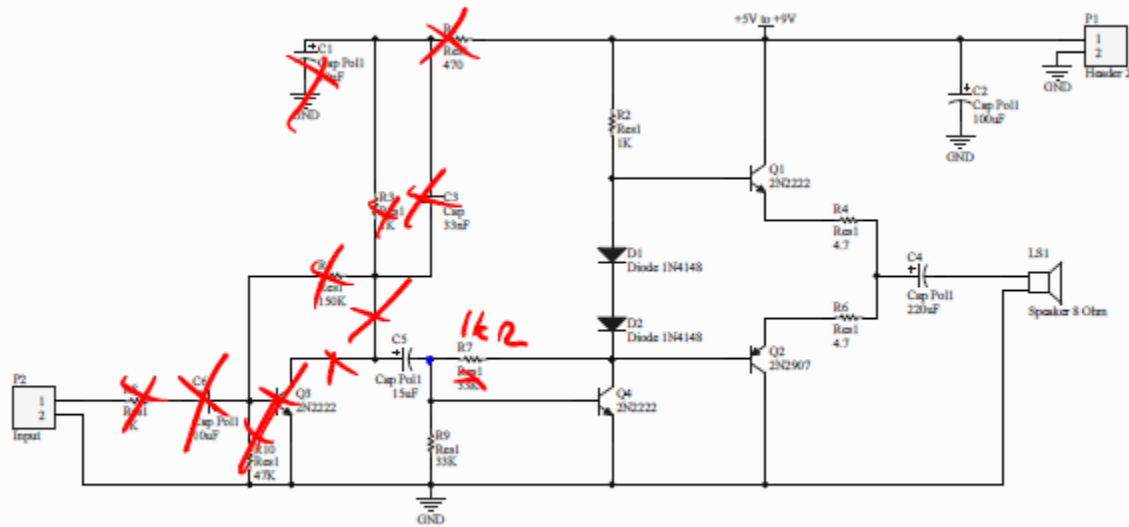 +5V to +9V
P1
1
2
Header 2
GND
C1
Cap Pol1
GND
Res1
470
C2
Cap Pol1
100uF
GND
R2
Res1
1K
Q1
2N2222
R3
Res1
C3
Cap
33nF
R4
Res1
4.7
D1
Diode 1N4148
LS1
Speaker 8 Ohm
C4
Cap Pol1
220uF
Res1
150K
R6
Res1
4.7
D2
Diode 1N4148
C5
Cap Pol1
15uF
R7
Res1
33K
Q2
2N2907
P2
1
2
Input
C6
Cap Pol1
10uF
Q3
2N2222
Q4
2N2222
R10
Res1
47K
R9
Res1
33K
GND